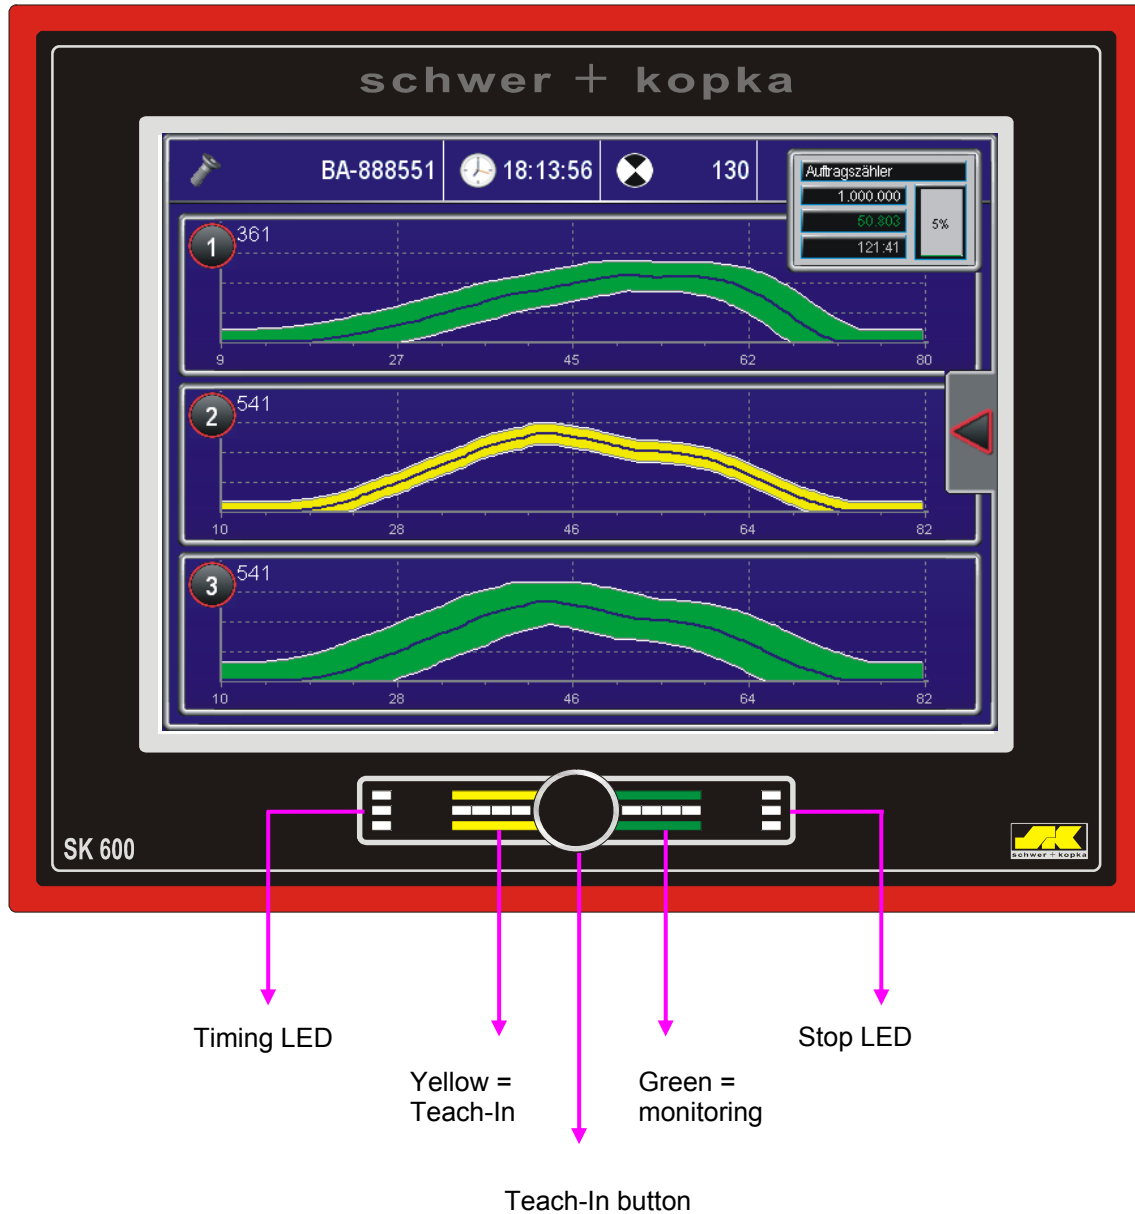 schwer + kopka
BA-888551
18:13:56
130
Auftragszähler
1.000.000
50.803
5%
121:41
1
361
9
27
45
62
80
2
541
10
28
46
64
82
3
541
10
28
46
64
82
SK 600
SK
schwer + kopka
Timing LED
Stop LED
Yellow =
Teach-In
Green =
monitoring
Teach-In button